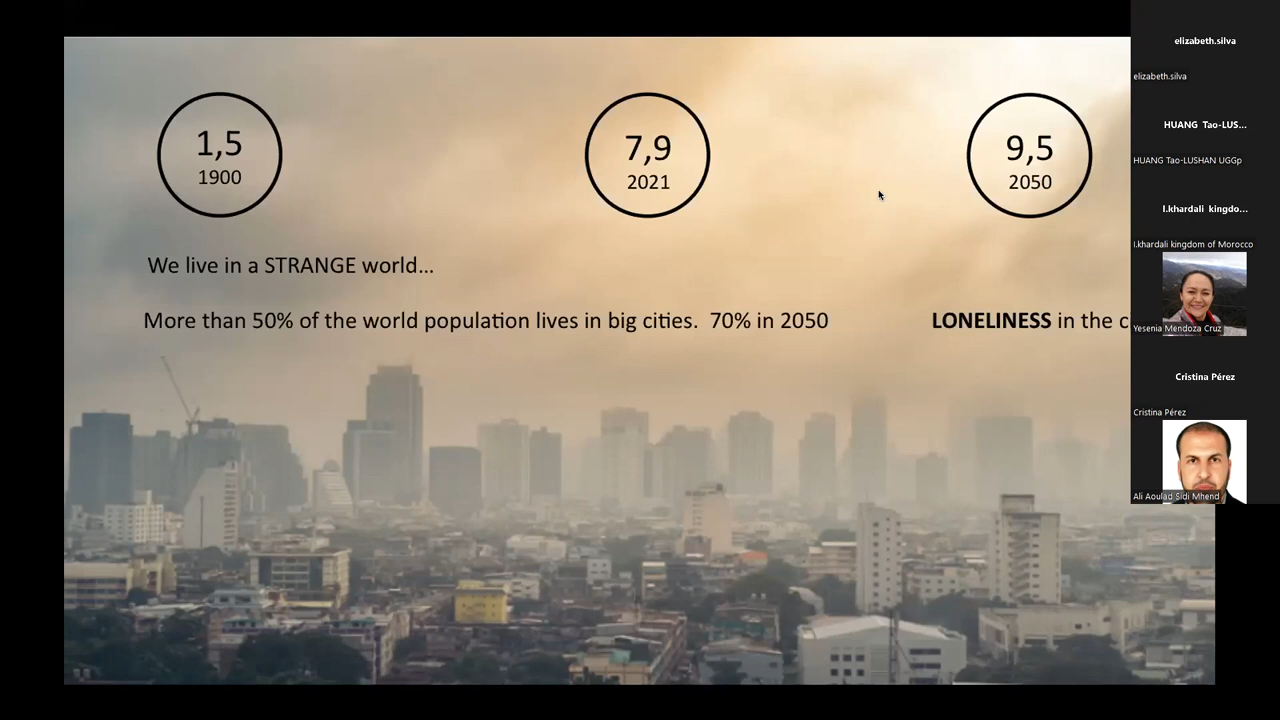 1,5
1900
7,9
2021
9,5
2050
We live in a STRANGE world...
More than 50% of the world population lives in big cities. 70% in 2050
LONELINESS in the c
elizabeth.silva
elizabeth.silva
HUANG Tao-LUS...
HUANG Tao-LUSHAN UGGp
l.khardali kingdo...
l.khardali kingdom of Morocco
Yesenia Mendoza Cruz
Cristina Pérez
Cristina Pérez
Ali Aoulad Sidi Mhend